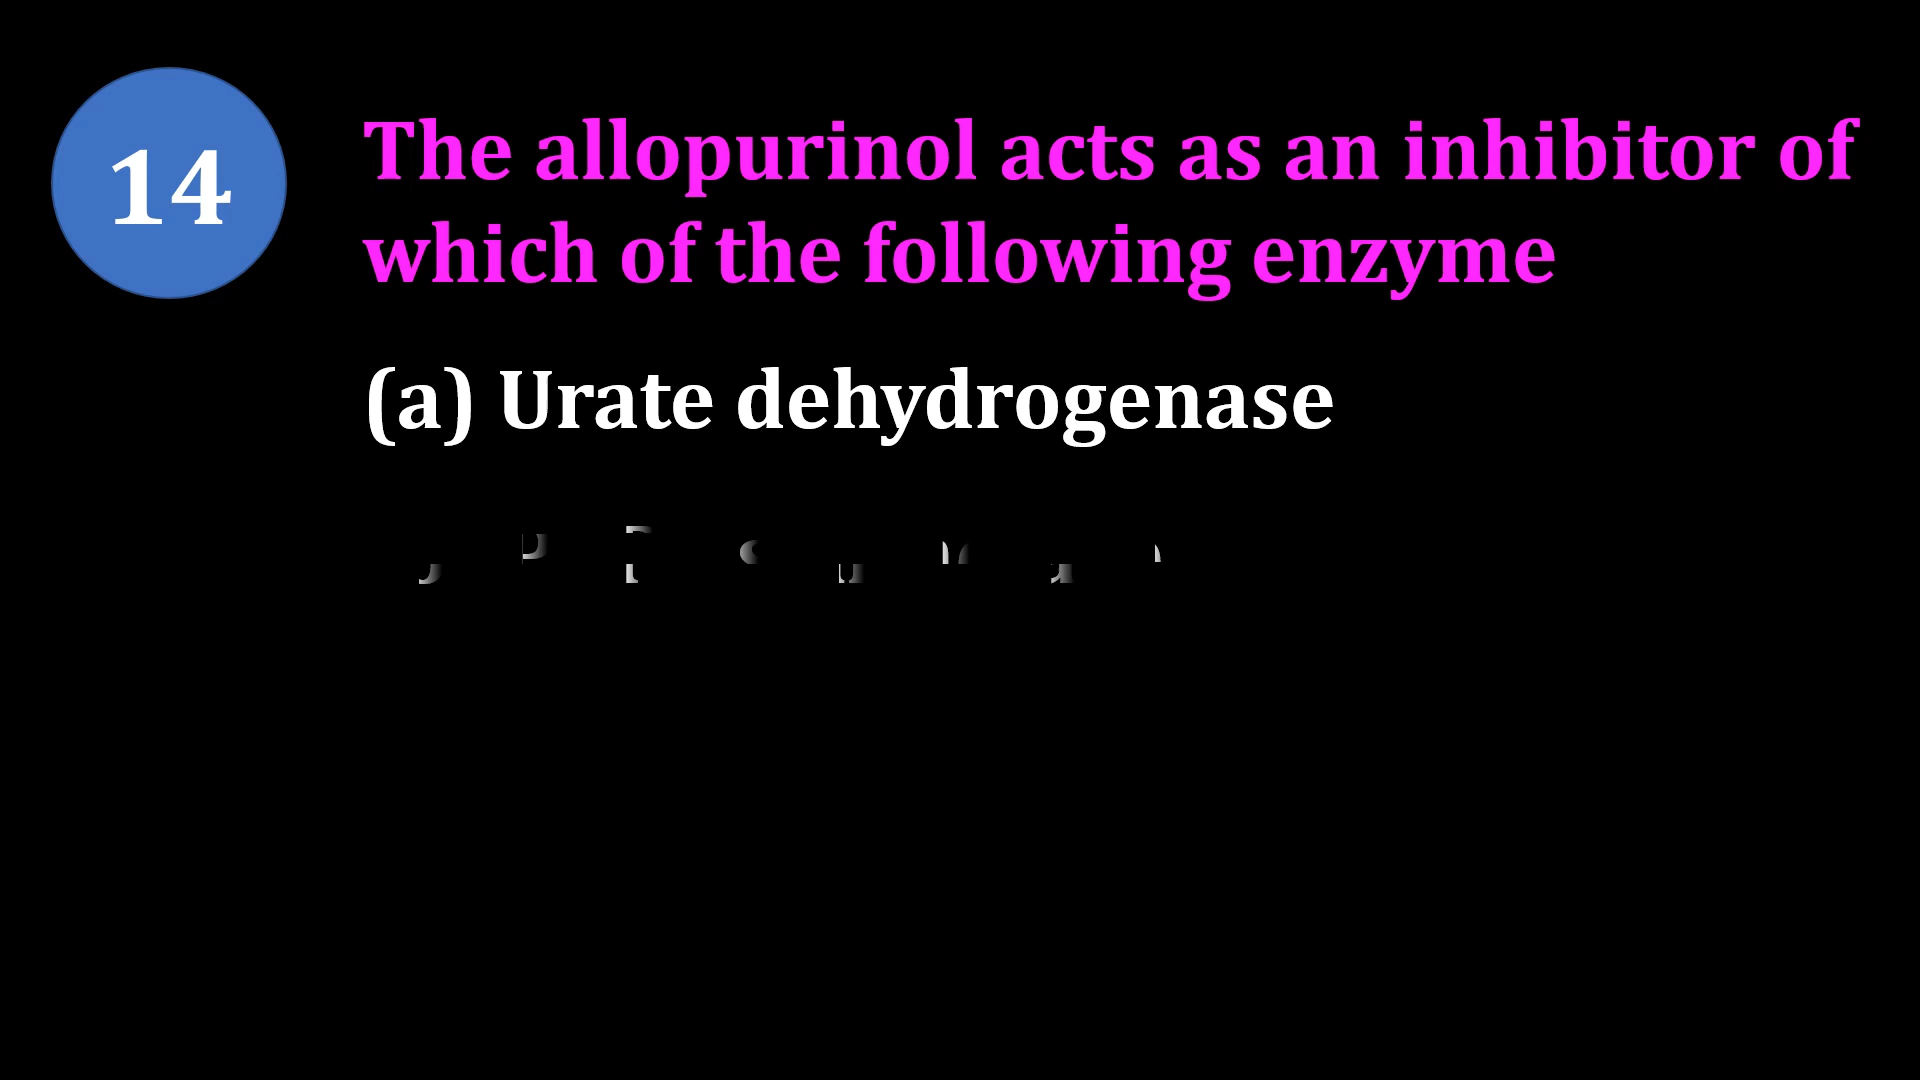 14
The allopurinol acts as an inhibitor of
which of the following enzyme
(a) Urate dehydrogenase